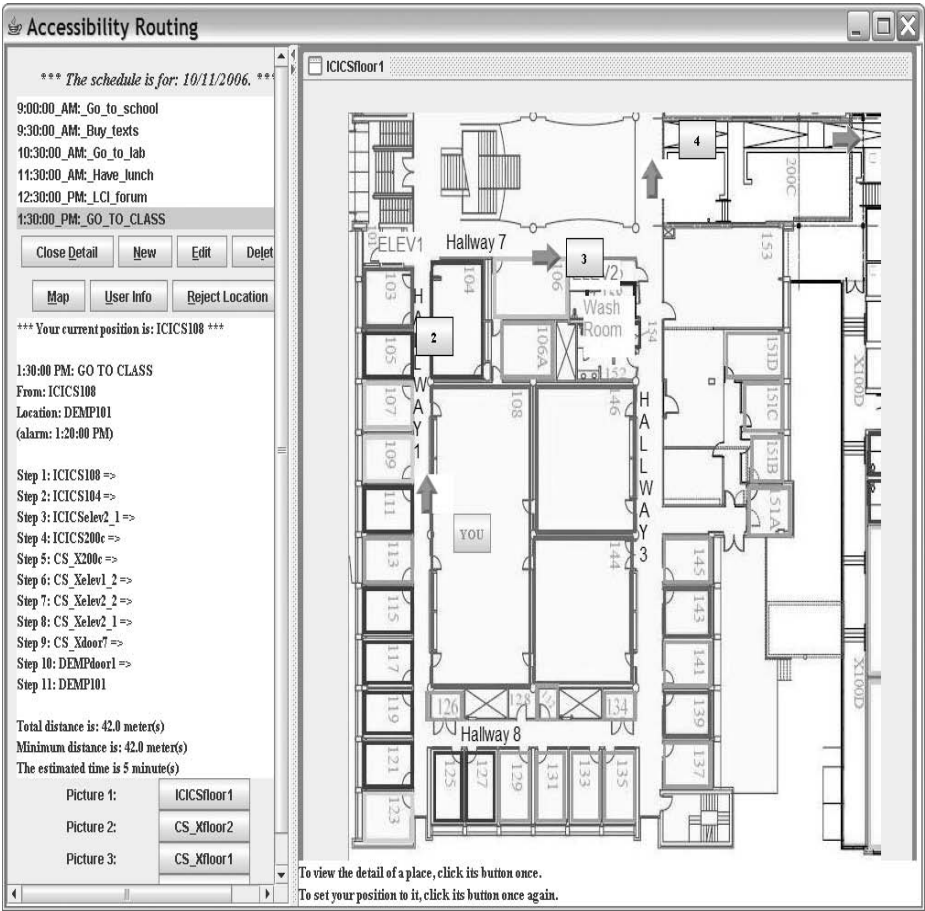 Accessibility Routing
*** The schedule is for: 10/11/2006. ***
9:00:00_AM:_Go_to_school
9:30:00_AM:_Buy_texts
10:30:00_AM:_Go_to_lab
11:30:00_AM:_Have_lunch
12:30:00_PM:_LCI_forum
1:30:00_PM:_GO_TO_CLASS
Close Detail New Edit Delet
Map User Info Reject Location
*** Your current position is: ICICS108 ***
1:30:00 PM: GO TO CLASS
From: ICICS108
Location: DEMP101
(alarm: 1:20:00 PM)
Step 1: ICICS108 =>
Step 2: ICICS104 =>
Step 3: ICICSelev2_1 =>
Step 4: ICICS200c =>
Step 5: CS_X200c =>
Step 6: CS_Xelev1_2 =>
Step 7: CS_Xelev2_2 =>
Step 8: CS_Xelev2_1 =>
Step 9: CS_Xdoor7 =>
Step 10: DEMPdoor1 =>
Step 11: DEMP101
Total distance is: 42.0 meter(s)
Minimum distance is: 42.0 meter(s)
The estimated time is 5 minute(s)
Picture 1: ICICSfloor1
Picture 2: CS_Xfloor2
Picture 3: CS_Xfloor1
ICICSfloor1
4
200C
101
ELEV1
Hallway 7
3
ELEV2
153
103
104
106
Wash
Room
2
105
106A
154
152
151D
107
108
146
151C
HALLWAY 1
HALLWAY 3
109
151B
111
151A
YOU
113
144
145
115
143
117
141
119
126
128
134
139
Hallway 8
121
125
127
129
131
133
135
137
123
X100D
X100D
To view the detail of a place, click its button once.
To set your position to it, click its button once again.